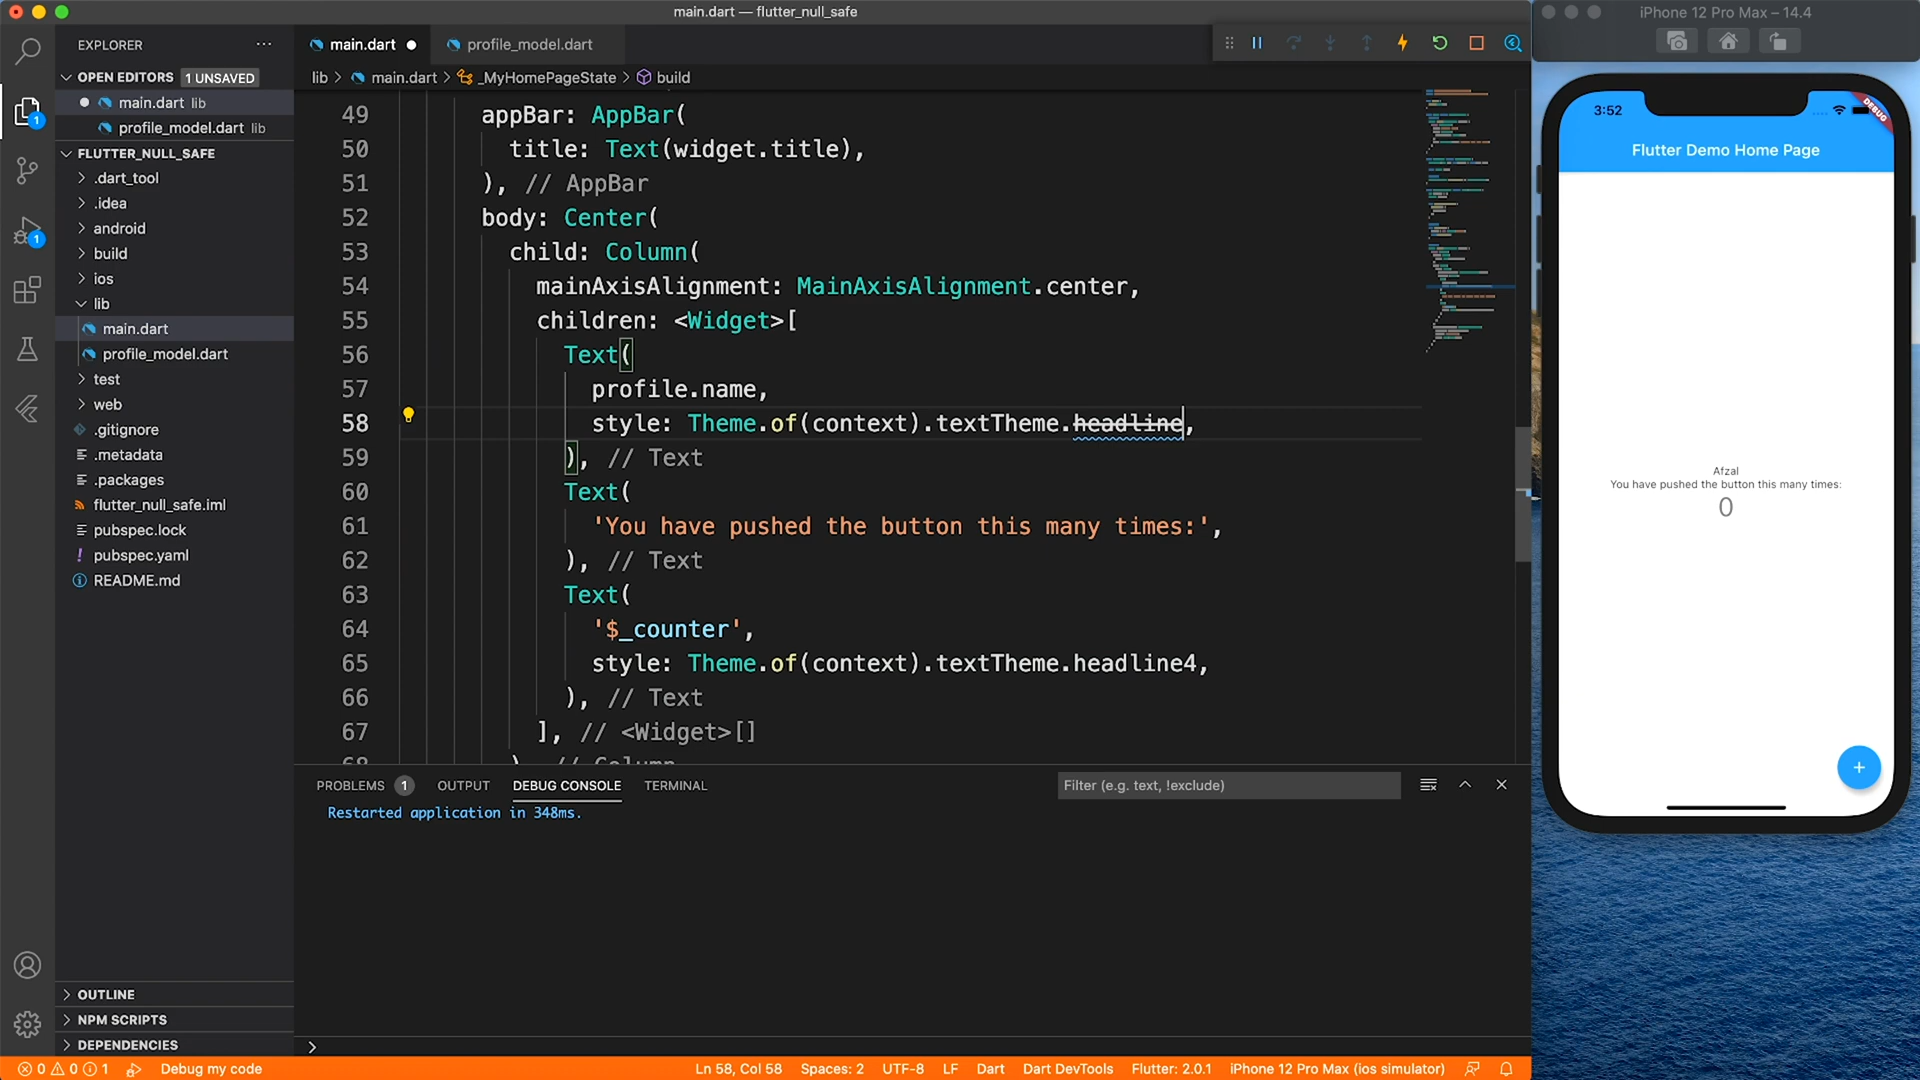 main.dart — flutter_null_safe
EXPLORER
OPEN EDITORS 1 UNSAVED
main.dart lib
profile_model.dart lib
FLUTTER_NULL_SAFE
.dart_tool
.idea
android
build
ios
lib
main.dart
profile_model.dart
test
web
.gitignore
.metadata
.packages
flutter_null_safe.iml
pubspec.lock
pubspec.yaml
README.md
OUTLINE
NPM SCRIPTS
DEPENDENCIES
1
1
main.dart
profile_model.dart
lib > main.dart > _MyHomePageState > build
49 appBar: AppBar(
50 title: Text(widget.title),
51 ), // AppBar
52 body: Center(
53 child: Column(
54 mainAxisAlignment: MainAxisAlignment.center,
55 children: <Widget>[
56 Text(
57 profile.name,
58 style: Theme.of(context).textTheme.headline,
59 ), // Text
60 Text(
61 'You have pushed the button this many times:',
62 ), // Text
63 Text(
64 '$_counter',
65 style: Theme.of(context).textTheme.headline4,
66 ), // Text
67 ], // <Widget>[]
68 ), // Column
PROBLEMS 1 OUTPUT DEBUG CONSOLE TERMINAL
Filter (e.g. text, !exclude)
Restarted application in 348ms.
0 0 1 Debug my code
Ln 58, Col 58 Spaces: 2 UTF-8 LF Dart Dart DevTools Flutter: 2.0.1 iPhone 12 Pro Max (ios simulator)
iPhone 12 Pro Max – 14.4
3:52
DEBUG
Flutter Demo Home Page
Afzal
You have pushed the button this many times:
0